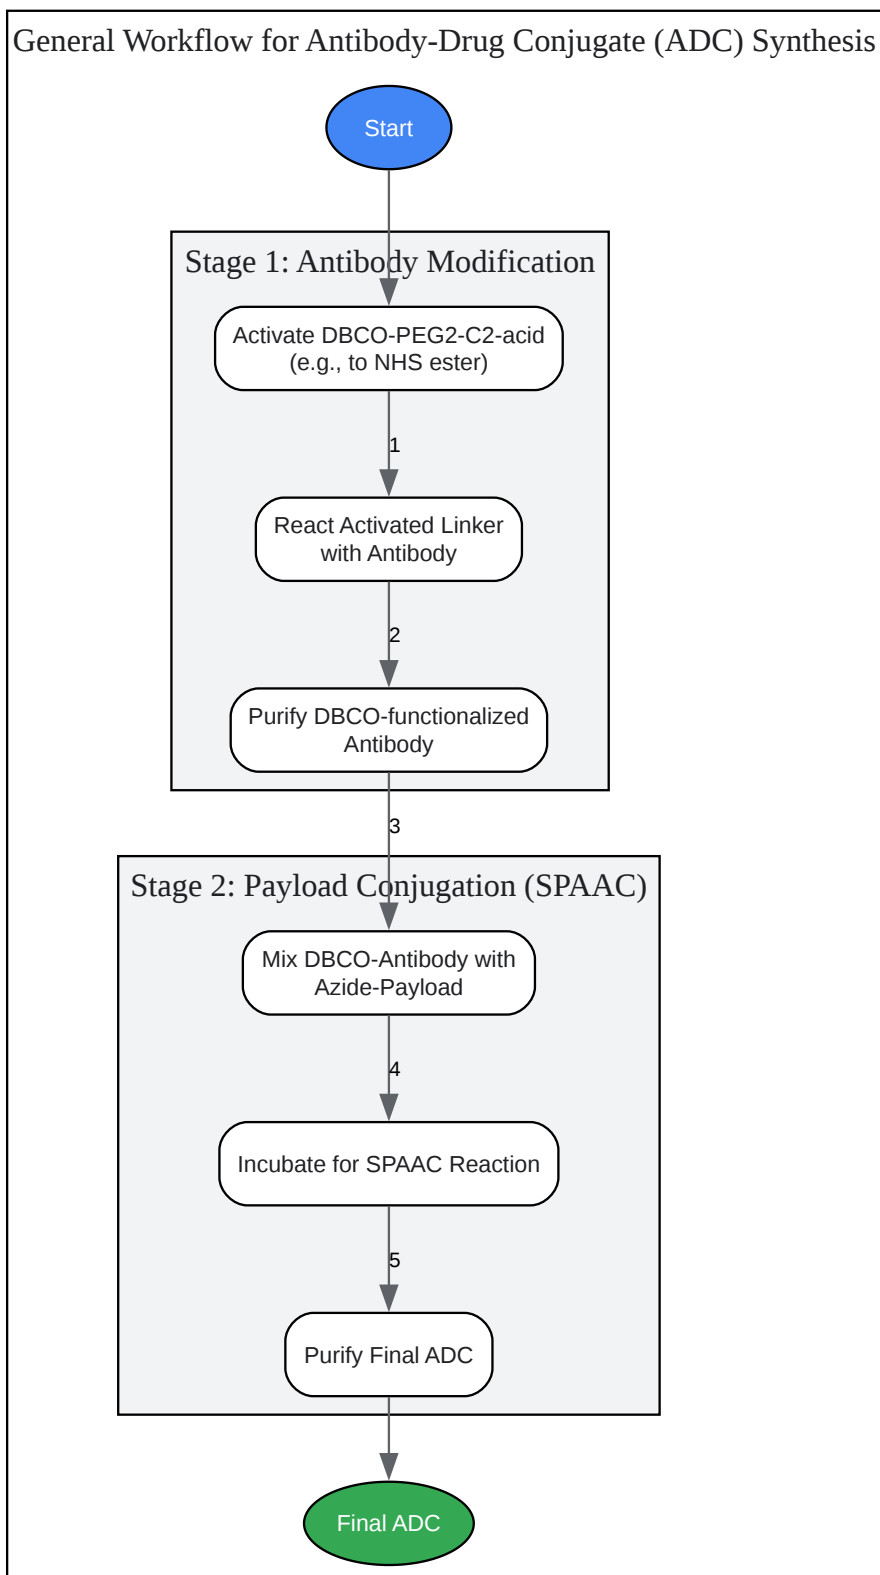 General Workflow for Antibody-Drug Conjugate (ADC) Synthesis
Start
Stage 1: Antibody Modification
Activate DBCO-PEG2-C2-acid
(e.g., to NHS ester)
1
React Activated Linker
with Antibody
2
Purify DBCO-functionalized
Antibody
3
Stage 2: Payload Conjugation (SPAAC)
Mix DBCO-Antibody with
Azide-Payload
4
Incubate for SPAAC Reaction
5
Purify Final ADC
Final ADC